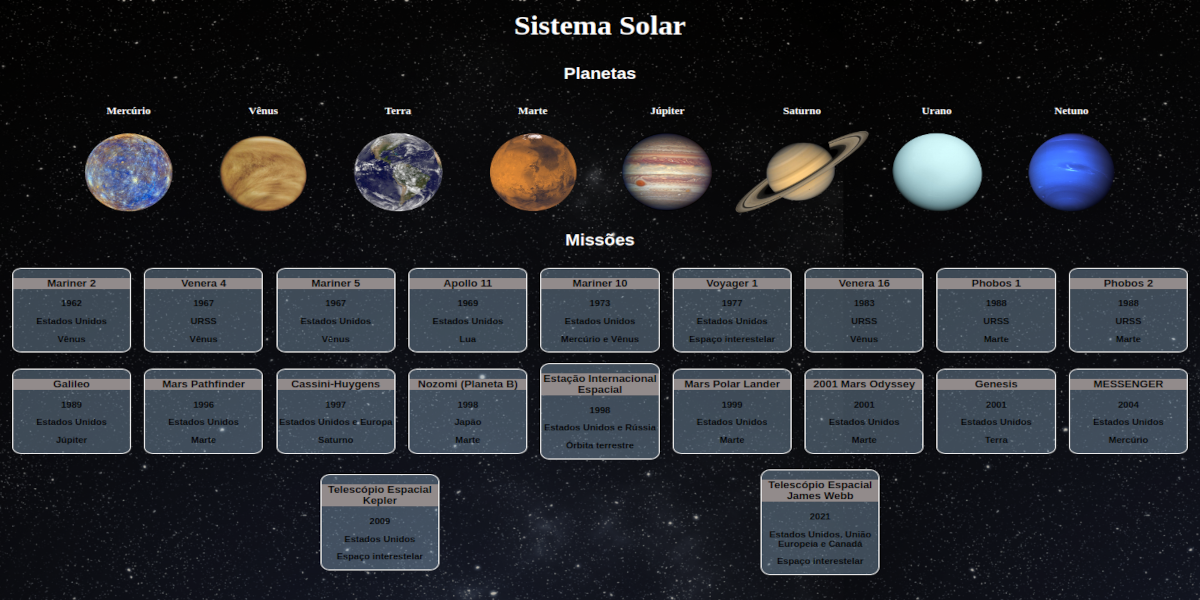 Sistema Solar
Planetas
Mercúrio
Vênus
Terra
Marte
Júpiter
Saturno
Urano
Netuno
Missões
Mariner 2
1962
Estados Unidos
Vênus
Venera 4
1967
URSS
Vênus
Mariner 5
1967
Estados Unidos
Vênus
Apollo 11
1969
Estados Unidos
Lua
Mariner 10
1973
Estados Unidos
Mercúrio e Vênus
Voyager 1
1977
Estados Unidos
Espaço interestelar
Venera 16
1983
URSS
Vênus
Phobos 1
1988
URSS
Marte
Phobos 2
1988
URSS
Marte
Galileo
1989
Estados Unidos
Júpiter
Mars Pathfinder
1996
Estados Unidos
Marte
Cassini-Huygens
1997
Estados Unidos e Europa
Saturno
Nozomi (Planeta B)
1998
Japão
Marte
Estação Internacional
Espacial
1998
Estados Unidos e Rússia
Órbita terrestre
Mars Polar Lander
1999
Estados Unidos
Marte
2001 Mars Odyssey
2001
Estados Unidos
Marte
Genesis
2001
Estados Unidos
Terra
MESSENGER
2004
Estados Unidos
Mercúrio
Telescópio Espacial
Kepler
2009
Estados Unidos
Espaço interestelar
Telescópio Espacial
James Webb
2021
Estados Unidos, União
Europeia e Canadá
Espaço interestelar